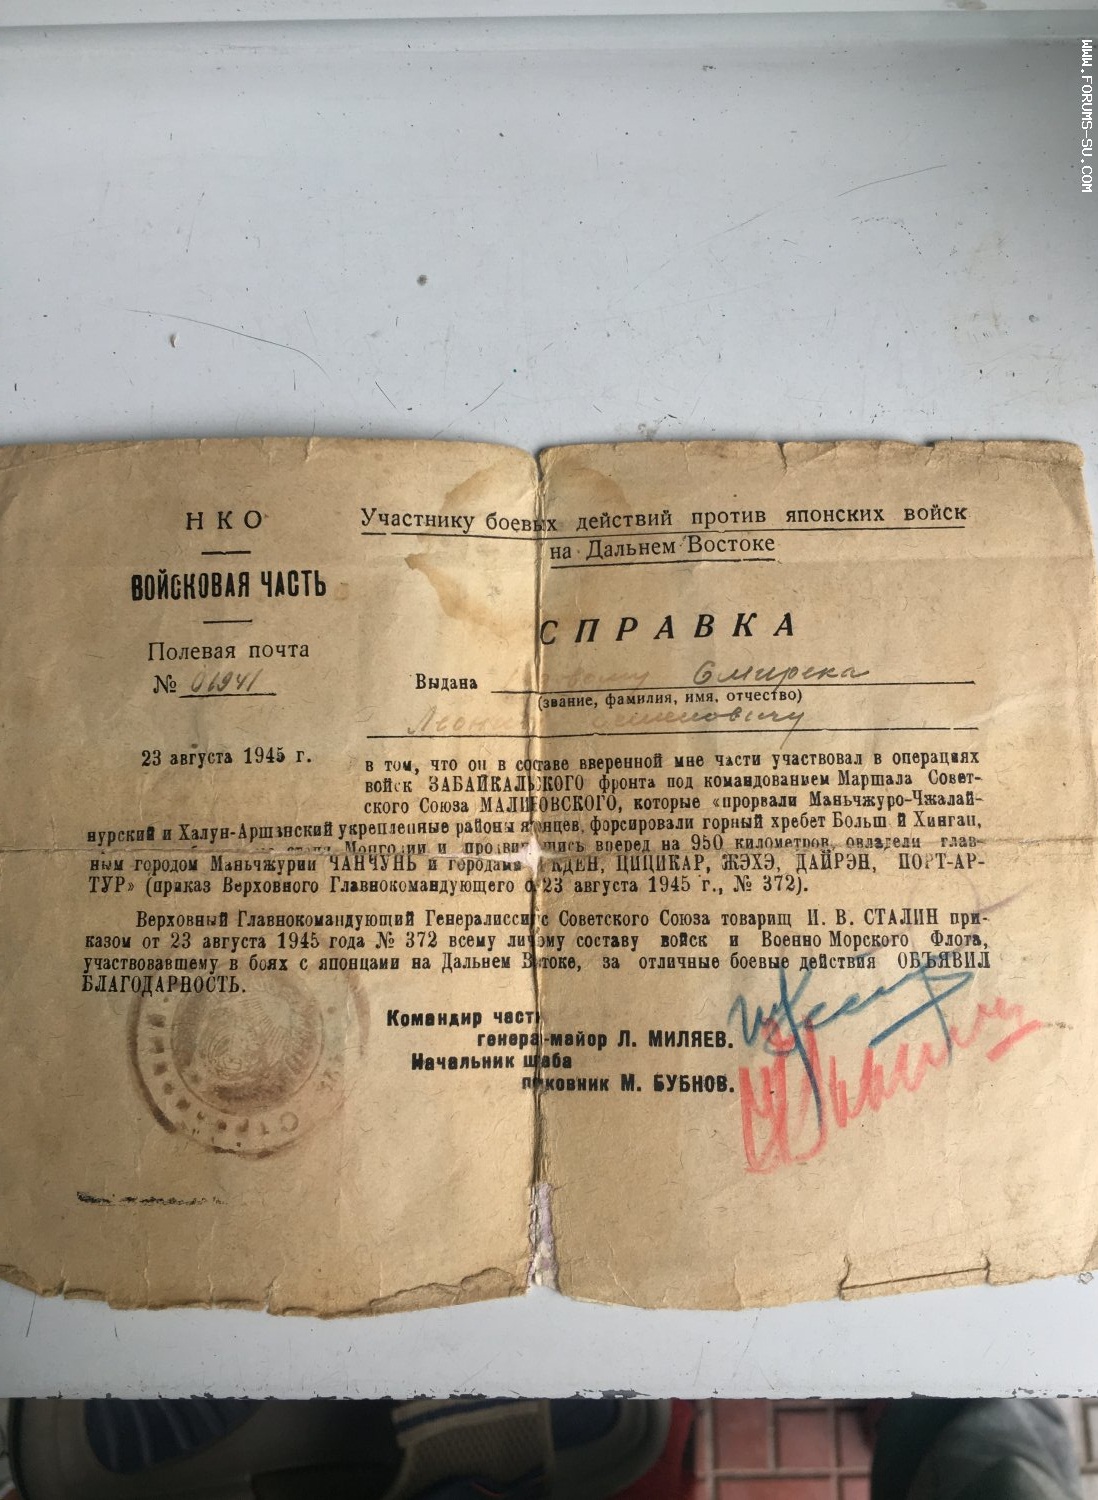 WWW.FORUMS-SU.COM
НКО
ВОЙСКОВАЯ ЧАСТЬ
Полевая почта
№
23 августа 1945 г.
Участнику боевых действий против японских войск
на Дальнем Востоке
СПРАВКА
Выдана
(звание, фамилия, имя, отчество)
в том, что он в составе вверенной мне части участвовал в операциях
войск ЗАБАЙКАЛЬСКОГО фронта под командованием Маршала Совет-
ского Союза МАЛИНОВСКОГО, которые «прорвали Маньчжуро-Чжалай-
нурский и Халун-Аршанский укрепленные районы японцев, форсировали горный хребет Больш й Хинган,
Монголии и продвинувшись вперед на 950 километров, овладели глав-
ным городом Маньчжурии ЧАНЧУНЬ и городами МУКДЕН, ЦИЦИКАР, ЖЭХЭ, ДАЙРЭН, ПОРТ-АР-
ТУР» (приказ Верховного Главнокомандующего от 23 августа 1945 г., № 372).
Верховный Главнокомандующий Генералиссимус Советского Союза товарищ И. В. СТАЛИН при-
казом от 23 августа 1945 года № 372 всему личному составу войск и Военно Морского Флота,
участвовавшему в боях с японцами на Дальнем Востоке, за отличные боевые действия ОБЪЯВИЛ
БЛАГОДАРНОСТЬ.
Командир части
генерал-майор Л. МИЛЯЕВ.
Начальник штаба
полковник М. БУБНОВ.